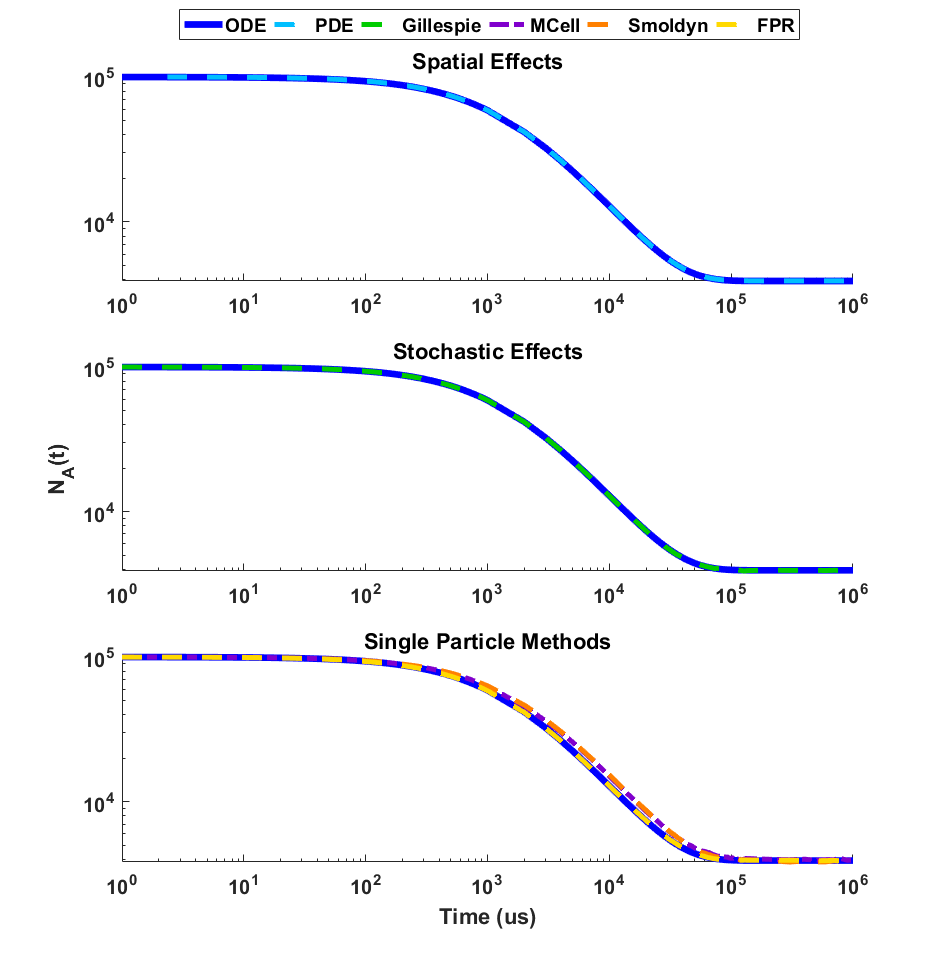 ODE PDE Gillespie MCell Smoldyn FPR
Spatial Effects
10^5
10^4
10^0 10^1 10^2 10^3 10^4 10^5 10^6
Stochastic Effects
10^5
10^4
N_A(t)
10^0 10^1 10^2 10^3 10^4 10^5 10^6
Single Particle Methods
10^5
10^4
10^0 10^1 10^2 10^3 10^4 10^5 10^6
Time (us)